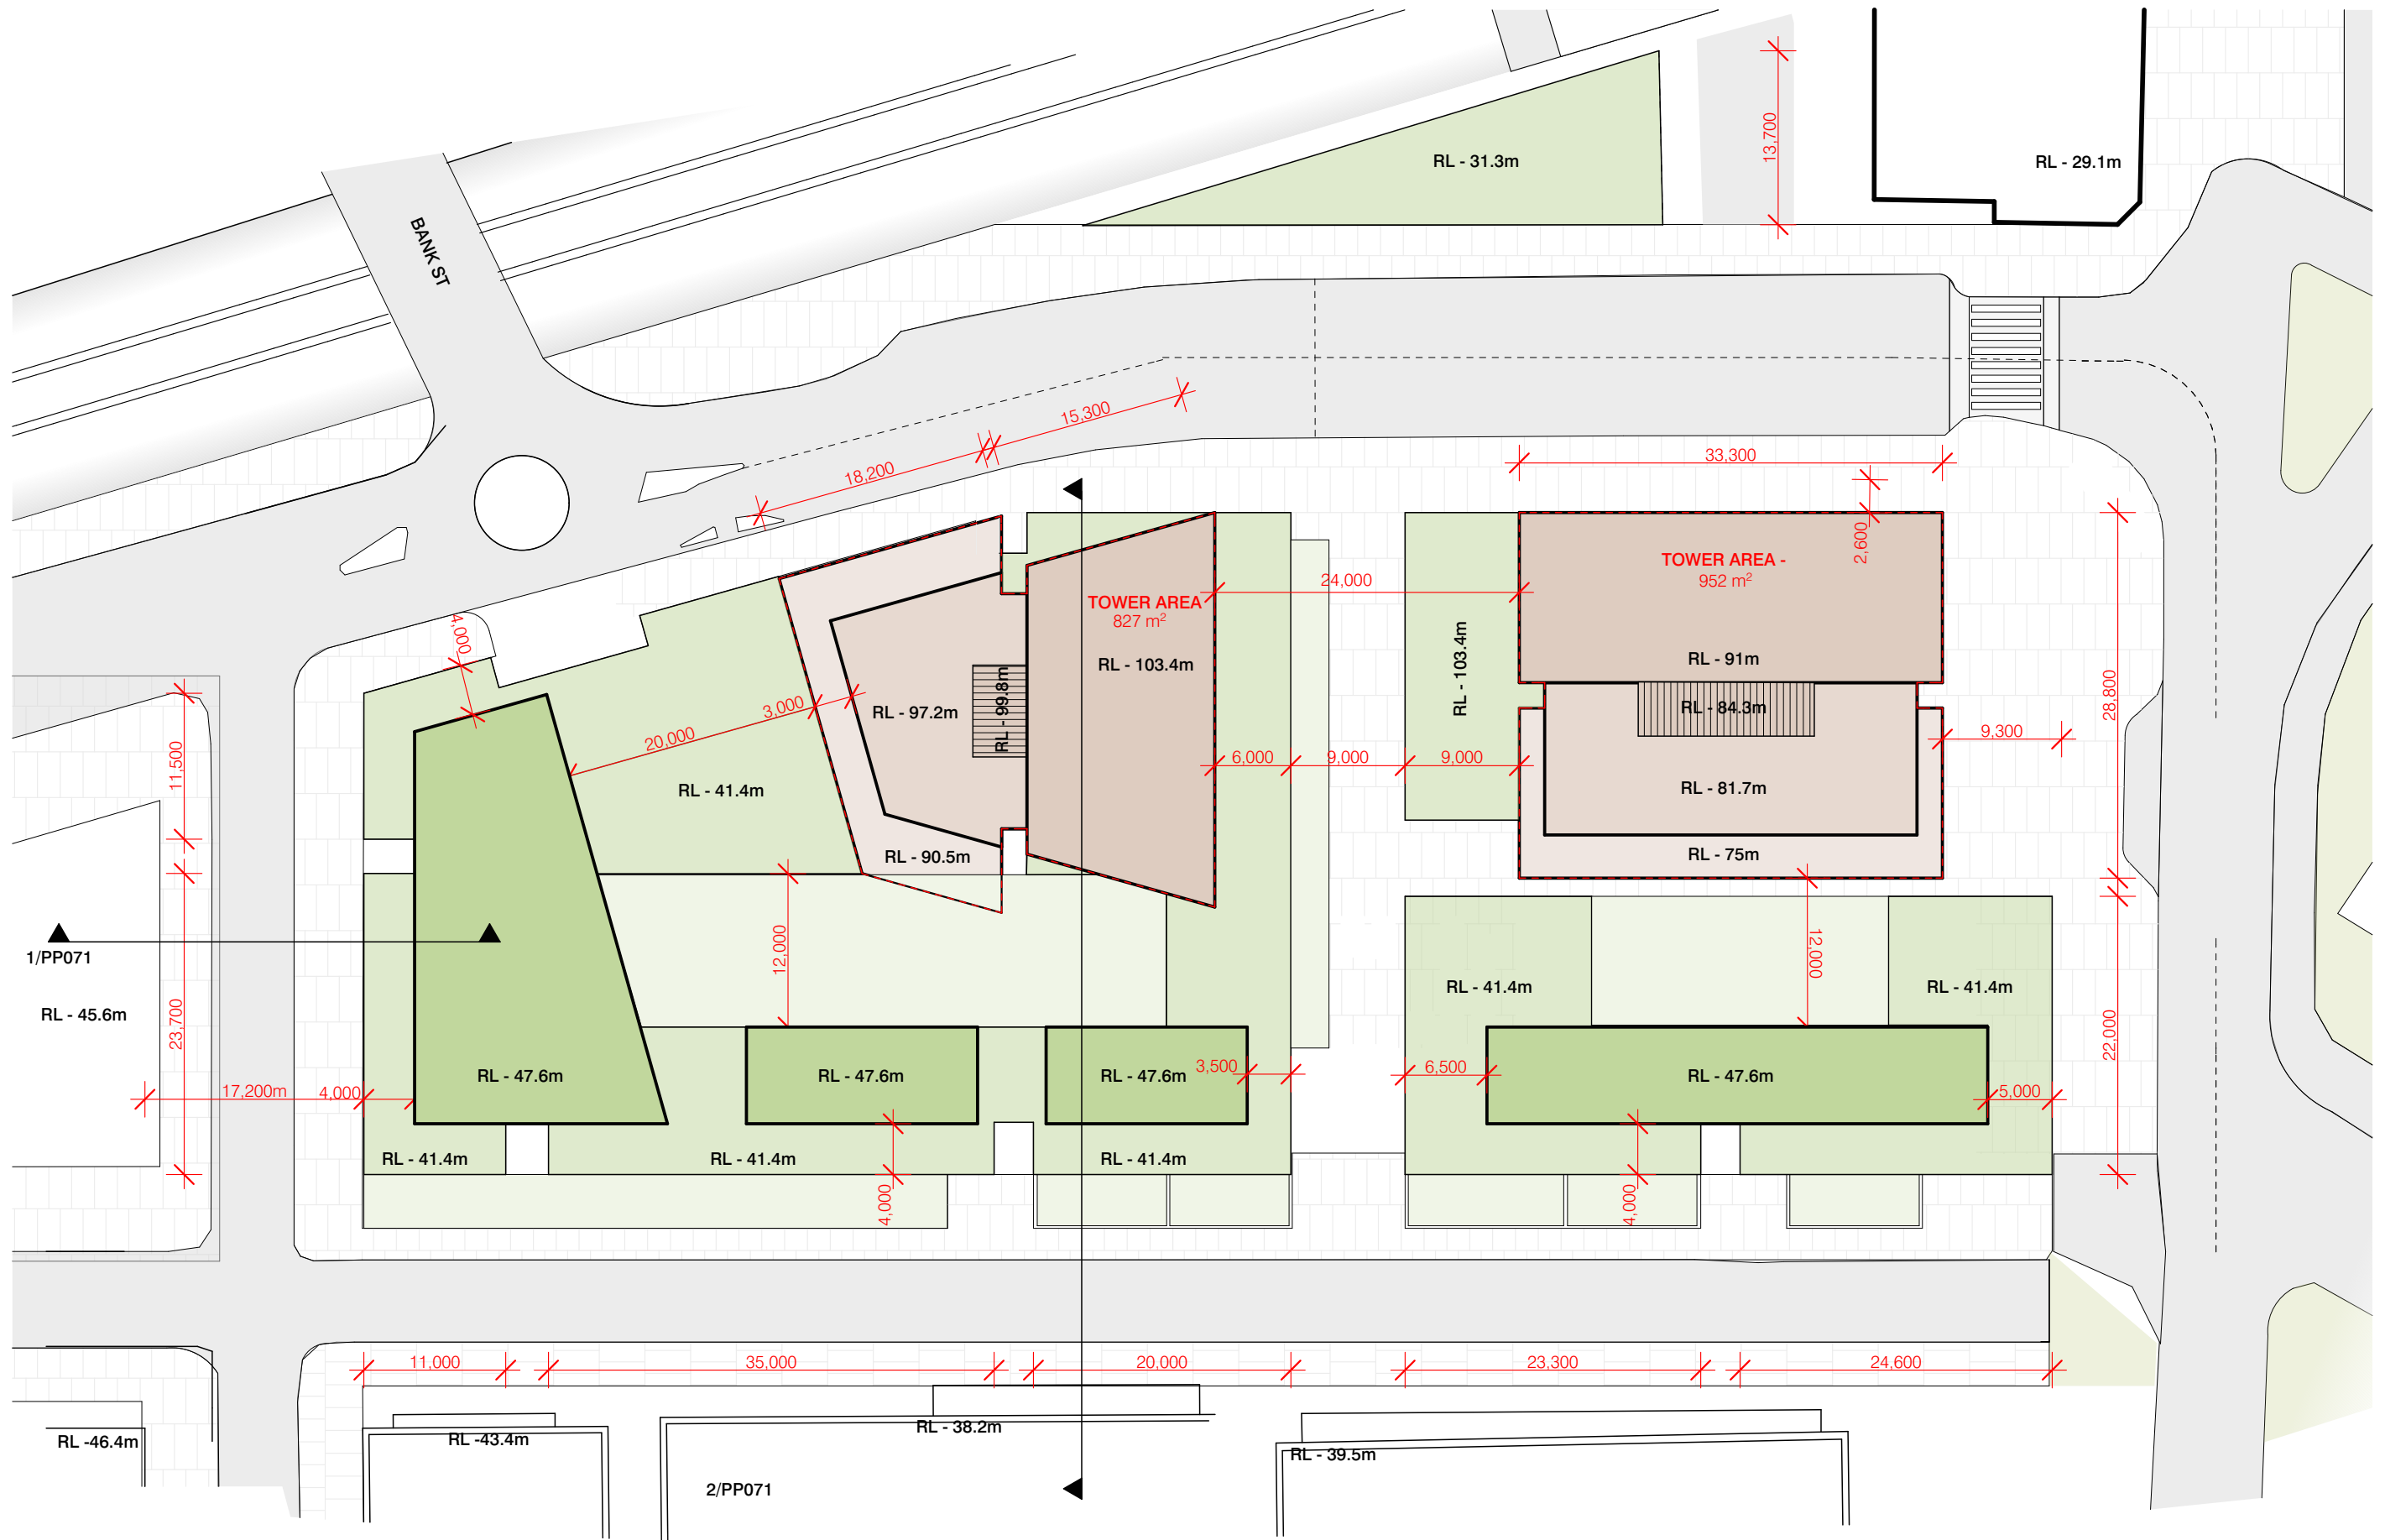 13,700
RL - 31.3m
RL - 29.1m
BANK ST
15,300
18,200
33,300
2,600
TOWER AREA -
952 m²
24,000
TOWER AREA
827 m²
4,000
RL - 103.4m
RL - 103.4m
RL - 91m
28,800
RL - 99.8m
3,000
RL - 97.2m
RL - 84.3m
20,000
9,300
11,500
6,000
9,000
9,000
RL - 41.4m
RL - 81.7m
RL - 90.5m
RL - 75m
12,000
12,000
1/PP071
RL - 41.4m
RL - 41.4m
RL - 45.6m
23,700
22,000
RL - 47.6m
RL - 47.6m
RL - 47.6m
3,500
6,500
RL - 47.6m
17,200m
4,000
5,000
RL - 41.4m
RL - 41.4m
RL - 41.4m
4,000
4,000
11,000
35,000
20,000
23,300
24,600
RL -46.4m
RL -43.4m
RL - 38.2m
RL - 39.5m
2/PP071